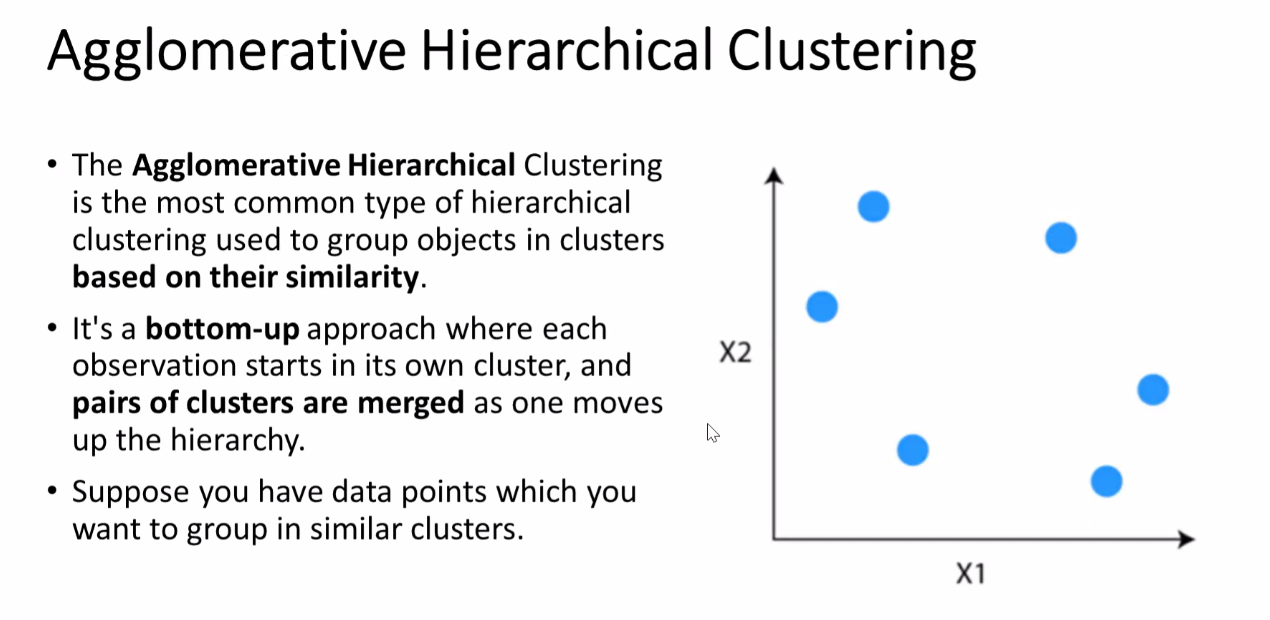 Agglomerative Hierarchical Clustering
• The Agglomerative Hierarchical Clustering
is the most common type of hierarchical
clustering used to group objects in clusters
based on their similarity.
• It's a bottom-up approach where each
observation starts in its own cluster, and
pairs of clusters are merged as one moves
up the hierarchy.
• Suppose you have data points which you
want to group in similar clusters.
X2
X1